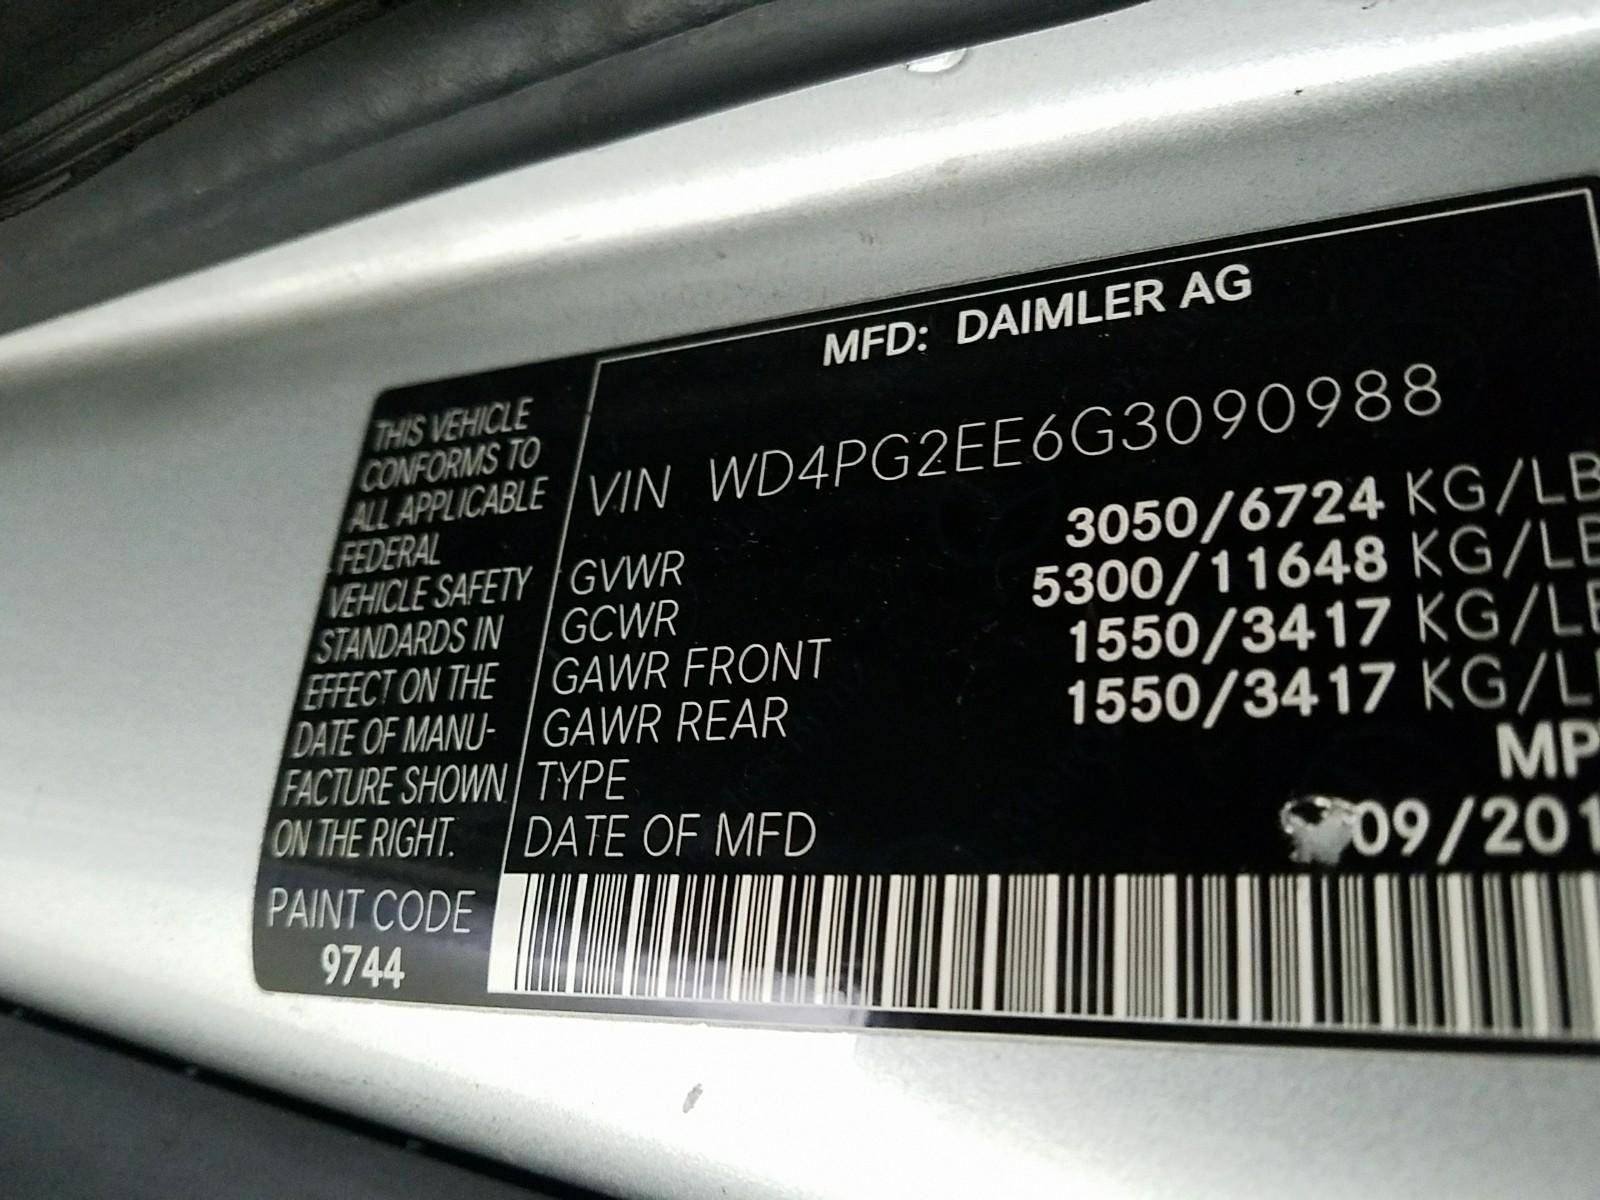 MFD: DAIMLER AG
THIS VEHICLE
CONFORMS TO
ALL APPLICABLE
FEDERAL
VEHICLE SAFETY
STANDARDS IN
EFFECT ON THE
DATE OF MANU-
FACTURE SHOWN
ON THE RIGHT.
PAINT CODE
9744
VIN WD4PG2EE6G3090988
GVWR 3050/6724 KG/LB
GCWR 5300/11648 KG/LB
GAWR FRONT 1550/3417 KG/LB
GAWR REAR 1550/3417 KG/LB
TYPE MP
DATE OF MFD 09/201